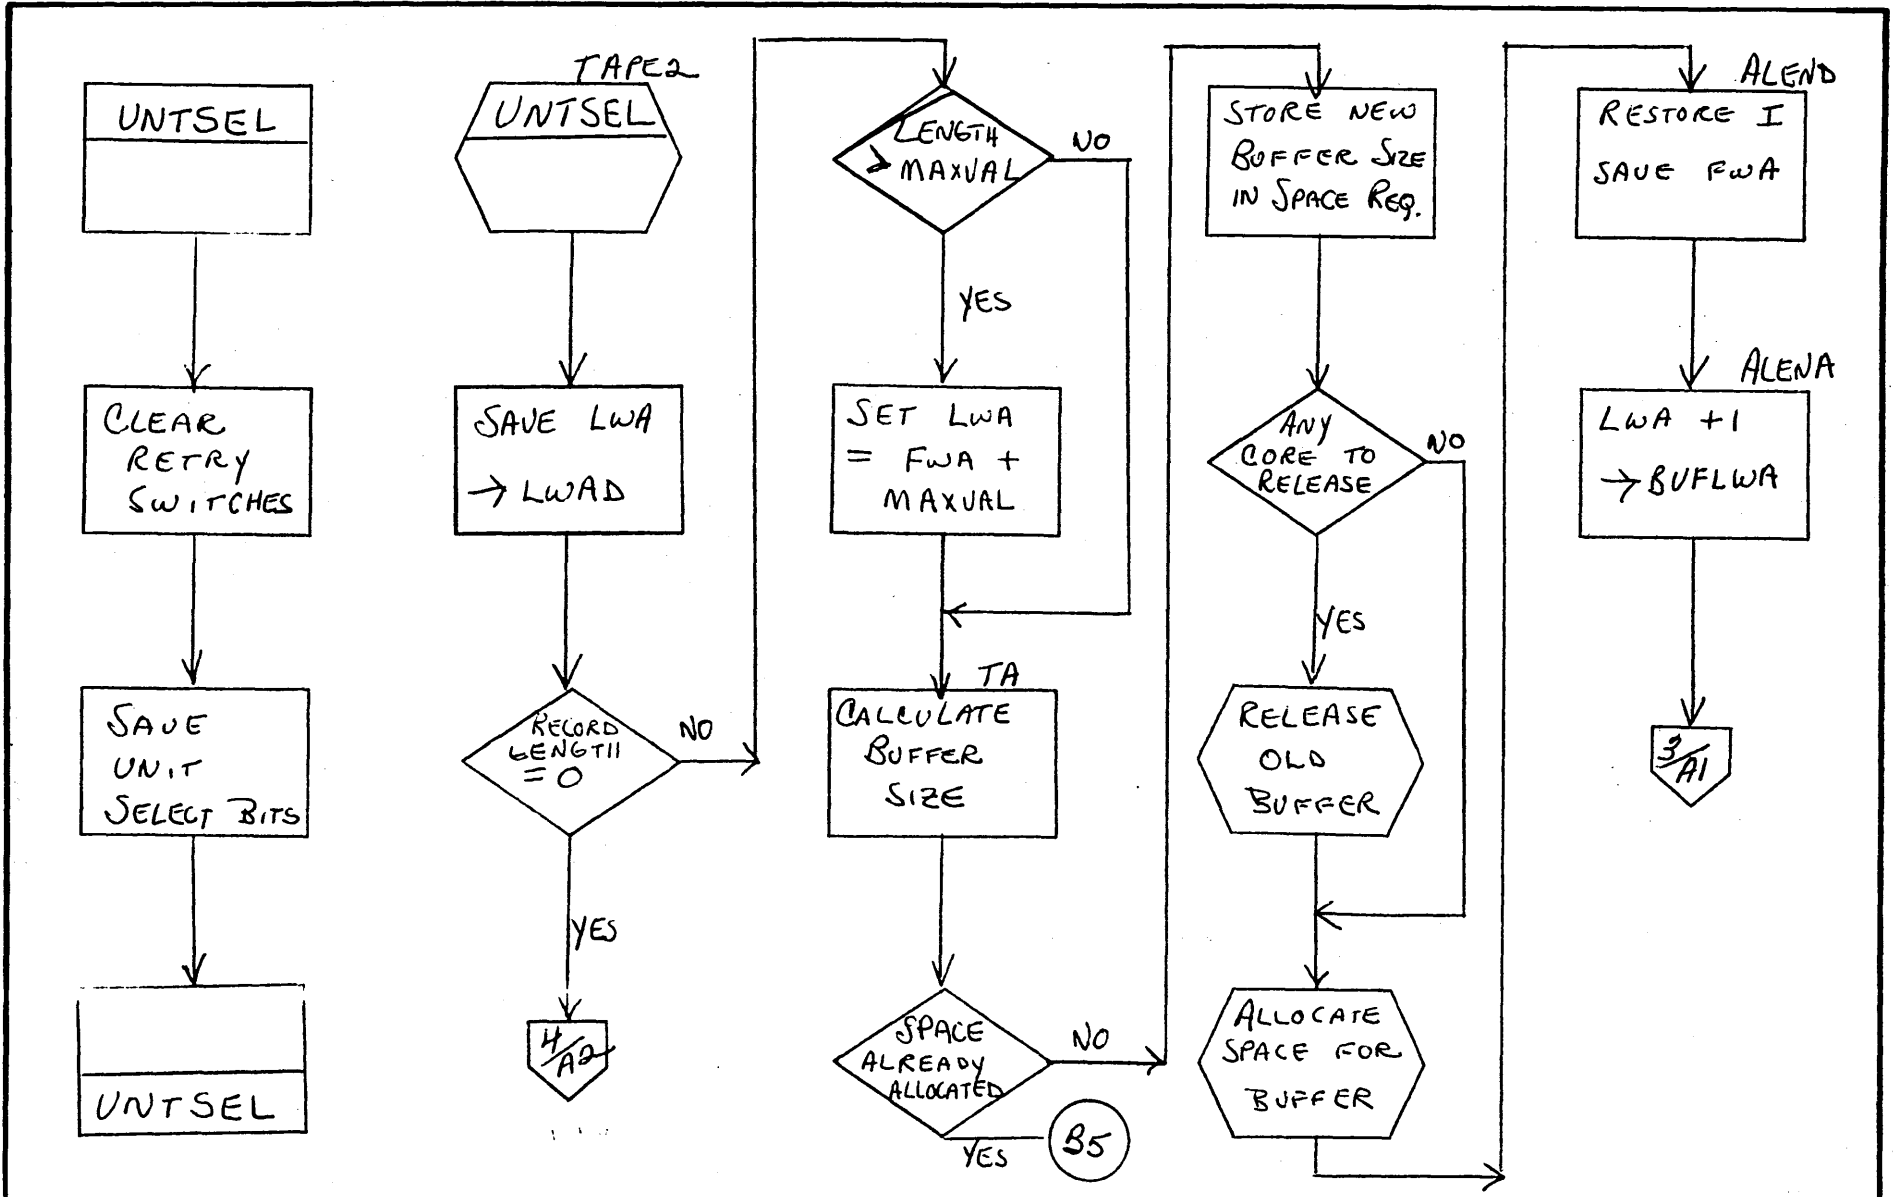 UNTSEL
CLEAR
RETRY
SWITCHES
SAVE
UNIT
SELECT BITS
UNTSEL
TAPE2
UNTSEL
SAVE LWA
→ LWAD
RECORD
LENGTH
= 0
NO
YES
4/A2
LENGTH
> MAXVAL
NO
YES
SET LWA
= FWA +
MAXVAL
TA
CALCULATE
BUFFER
SIZE
SPACE
ALREADY
ALLOCATED
NO
YES
B5
STORE NEW
BUFFER SIZE
IN SPACE REQ.
ANY
CORE TO
RELEASE
NO
YES
RELEASE
OLD
BUFFER
ALLOCATE
SPACE FOR
BUFFER
ALEND
RESTORE I
SAVE FWA
ALENA
LWA +1
→ BUFLWA
3/A1